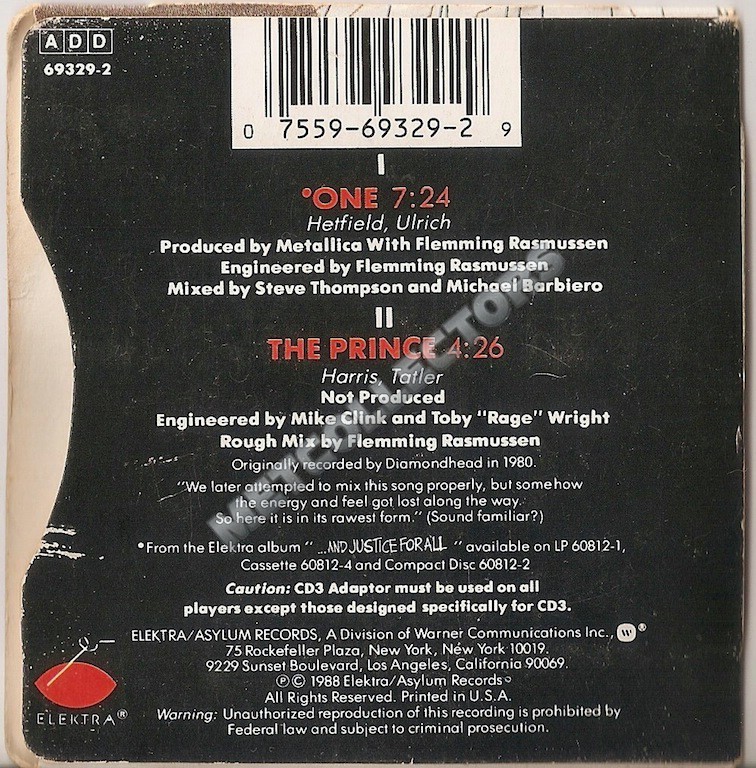 ADD
69329-2
0 7559-69329-2 9
I
•ONE 7:24
Hetfield, Ulrich
Produced by Metallica With Flemming Rasmussen
Engineered by Flemming Rasmussen
Mixed by Steve Thompson and Michael Barbiero
II
THE PRINCE 4:26
Harris, Tatler
Not Produced
Engineered by Mike Clink and Toby "Rage" Wright
Rough Mix by Flemming Rasmussen
Originally recorded by Diamondhead in 1980.
"We later attempted to mix this song properly, but somehow
the energy and feel got lost along the way.
So here it is in its rawest form." (Sound familiar?)
•From the Elektra album "...AND JUSTICE FOR ALL" available on LP 60812-1,
Cassette 60812-4 and Compact Disc 60812-2
Caution: CD3 Adaptor must be used on all
players except those designed specifically for CD3.
ELEKTRA/ASYLUM RECORDS, A Division of Warner Communications Inc., W ®
75 Rockefeller Plaza, New York, New York 10019.
9229 Sunset Boulevard, Los Angeles, California 90069.
℗ © 1988 Elektra/Asylum Records
All Rights Reserved. Printed in U.S.A.
Warning: Unauthorized reproduction of this recording is prohibited by
Federal law and subject to criminal prosecution.
ELEKTRA®
METCOLLECTORS